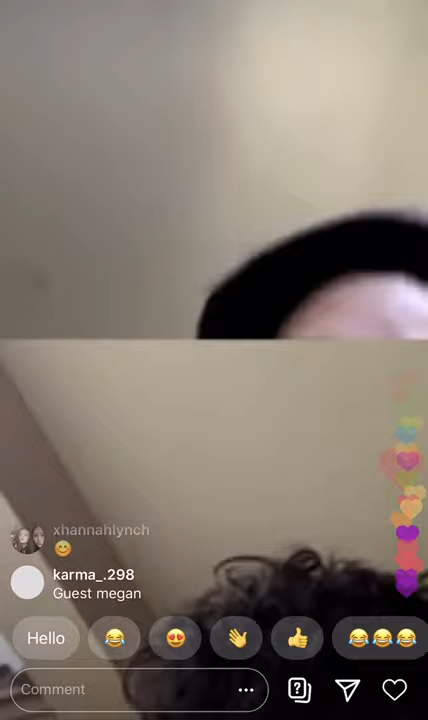 xhannahlynch
😇
karma_.298
Guest megan
Hello 😂 😍 👋 👍 😂😂😂
Comment